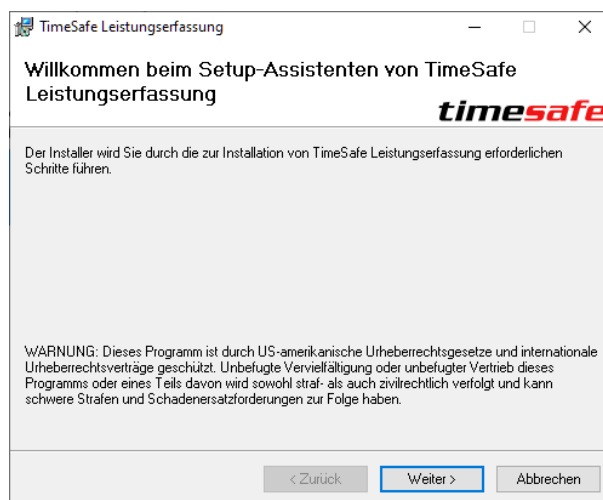 TimeSafe Leistungserfassung
Willkommen beim Setup-Assistenten von TimeSafe
Leistungserfassung
timesafe
Der Installer wird Sie durch die zur Installation von TimeSafe Leistungserfassung erforderlichen
Schritte führen.
WARNUNG: Dieses Programm ist durch US-amerikanische Urheberrechtsgesetze und internationale
Urheberrechtsverträge geschützt. Unbefugte Vervielfältigung oder unbefugter Vertrieb dieses
Programms oder eines Teils davon wird sowohl straf- als auch zivilrechtlich verfolgt und kann
schwere Strafen und Schadenersatzforderungen zur Folge haben.
< Zurück Weiter > Abbrechen